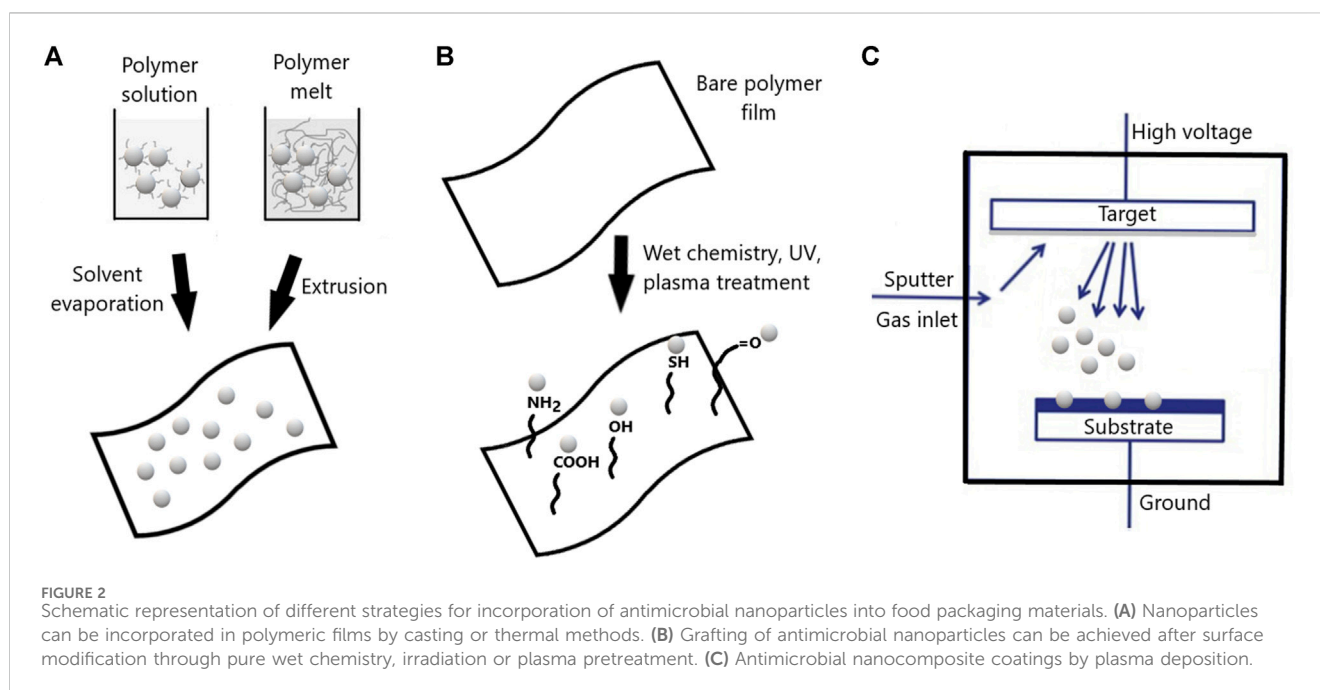 A
Polymer
solution
Polymer
melt
Solvent
evaporation
Extrusion
B
Bare polymer
film
Wet chemistry, UV,
plasma treatment
NH2
COOH
OH
SH
=O
C
High voltage
Target
Sputter
Gas inlet
Substrate
Ground
FIGURE 2
Schematic representation of different strategies for incorporation of antimicrobial nanoparticles into food packaging materials. (A) Nanoparticles
can be incorporated in polymeric films by casting or thermal methods. (B) Grafting of antimicrobial nanoparticles can be achieved after surface
modification through pure wet chemistry, irradiation or plasma pretreatment. (C) Antimicrobial nanocomposite coatings by plasma deposition.